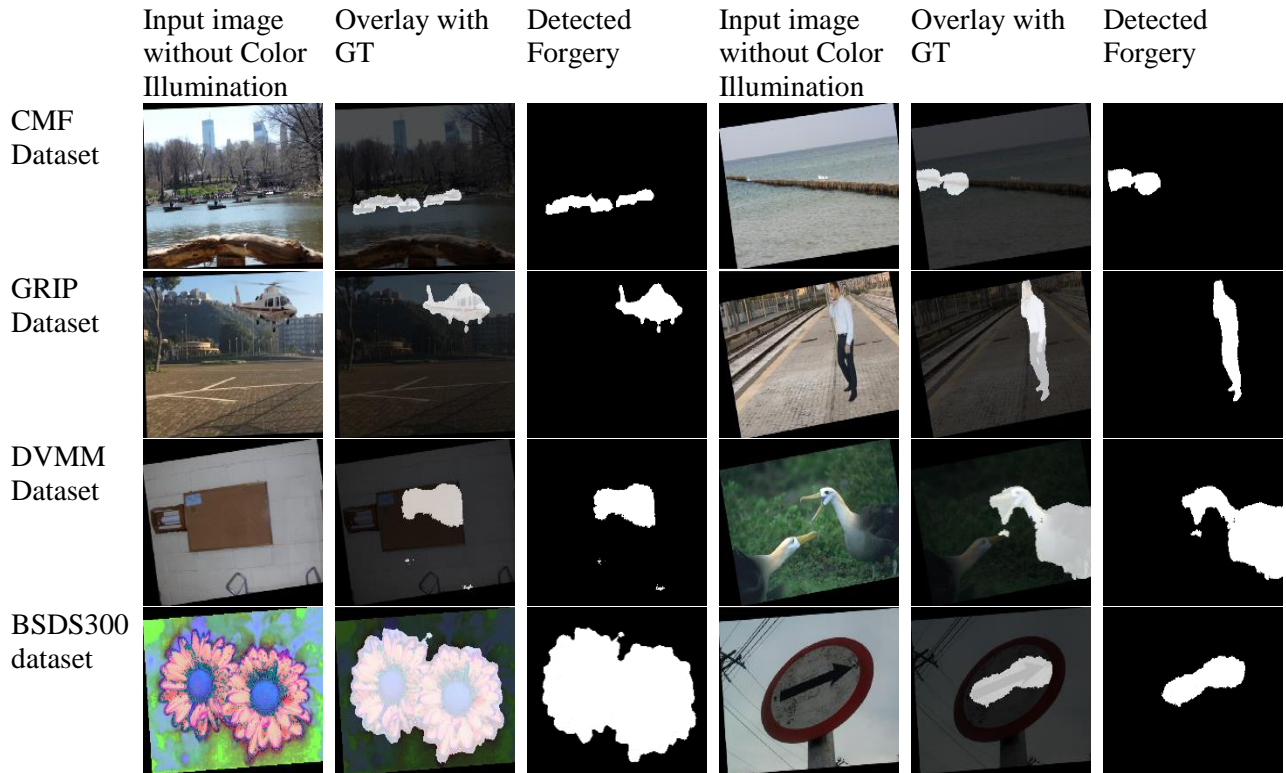 Input image without Color Illumination
Overlay with GT
Detected Forgery
Input image without Color Illumination
Overlay with GT
Detected Forgery
CMF Dataset
GRIP Dataset
DVMM Dataset
BSDS300 dataset